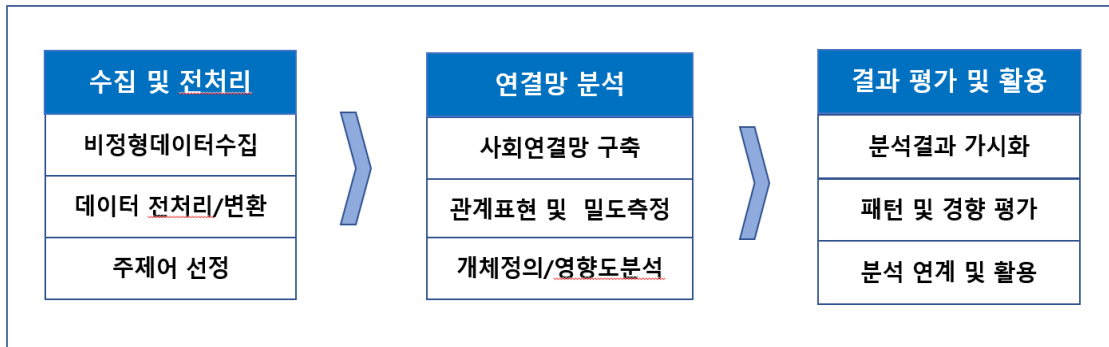 수집 및 전처리
비정형데이터수집
데이터 전처리/변환
주제어 선정
연결망 분석
사회연결망 구축
관계표현 및 밀도측정
개체정의/영향도분석
결과 평가 및 활용
분석결과 가시화
패턴 및 경향 평가
분석 연계 및 활용